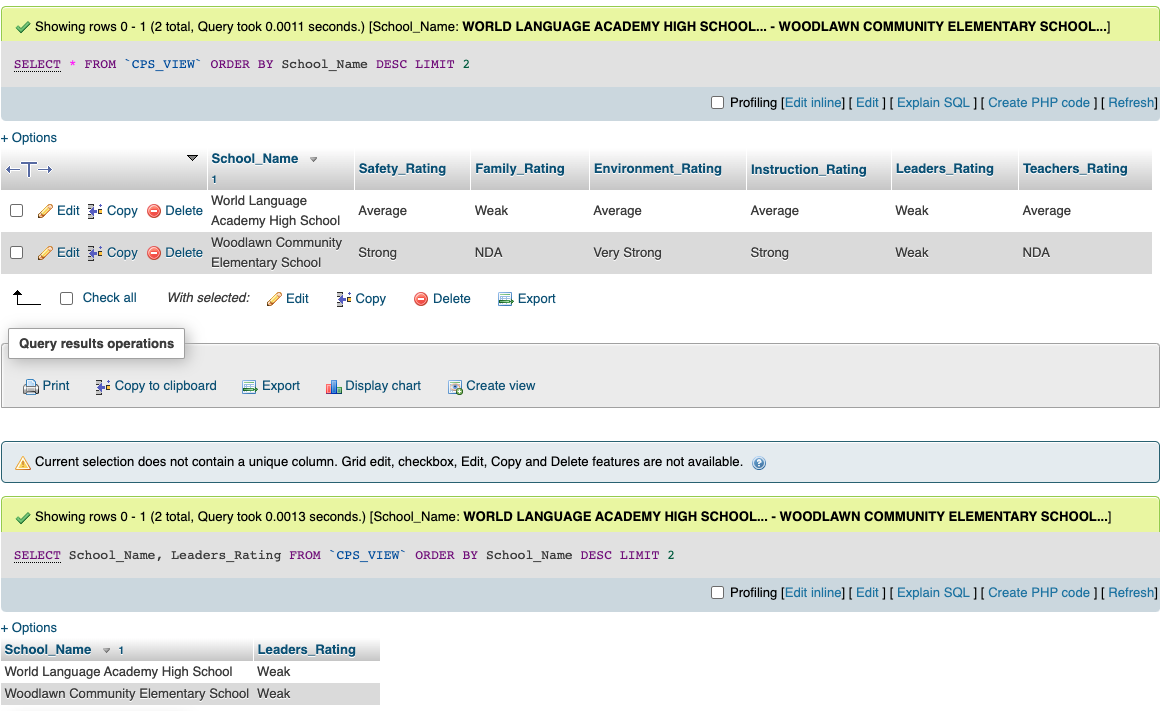 Showing rows 0 - 1 (2 total, Query took 0.0011 seconds.) [School_Name: WORLD LANGUAGE ACADEMY HIGH SCHOOL... - WOODLAWN COMMUNITY ELEMENTARY SCHOOL...]
SELECT * FROM `CPS_VIEW` ORDER BY School_Name DESC LIMIT 2
Profiling [Edit inline] [ Edit ] [ Explain SQL ] [ Create PHP code ] [ Refresh]
+ Options
←T→ School_Name 1 Safety_Rating Family_Rating Environment_Rating Instruction_Rating Leaders_Rating Teachers_Rating
Edit Copy Delete World Language Academy High School Average Weak Average Average Weak Average
Edit Copy Delete Woodlawn Community Elementary School Strong NDA Very Strong Strong Weak NDA
Check all With selected: Edit Copy Delete Export
Query results operations
Print Copy to clipboard Export Display chart Create view
Current selection does not contain a unique column. Grid edit, checkbox, Edit, Copy and Delete features are not available.
Showing rows 0 - 1 (2 total, Query took 0.0013 seconds.) [School_Name: WORLD LANGUAGE ACADEMY HIGH SCHOOL... - WOODLAWN COMMUNITY ELEMENTARY SCHOOL...]
SELECT School_Name, Leaders_Rating FROM `CPS_VIEW` ORDER BY School_Name DESC LIMIT 2
Profiling [Edit inline] [ Edit ] [ Explain SQL ] [ Create PHP code ] [ Refresh]
+ Options
School_Name 1 Leaders_Rating
World Language Academy High School Weak
Woodlawn Community Elementary School Weak